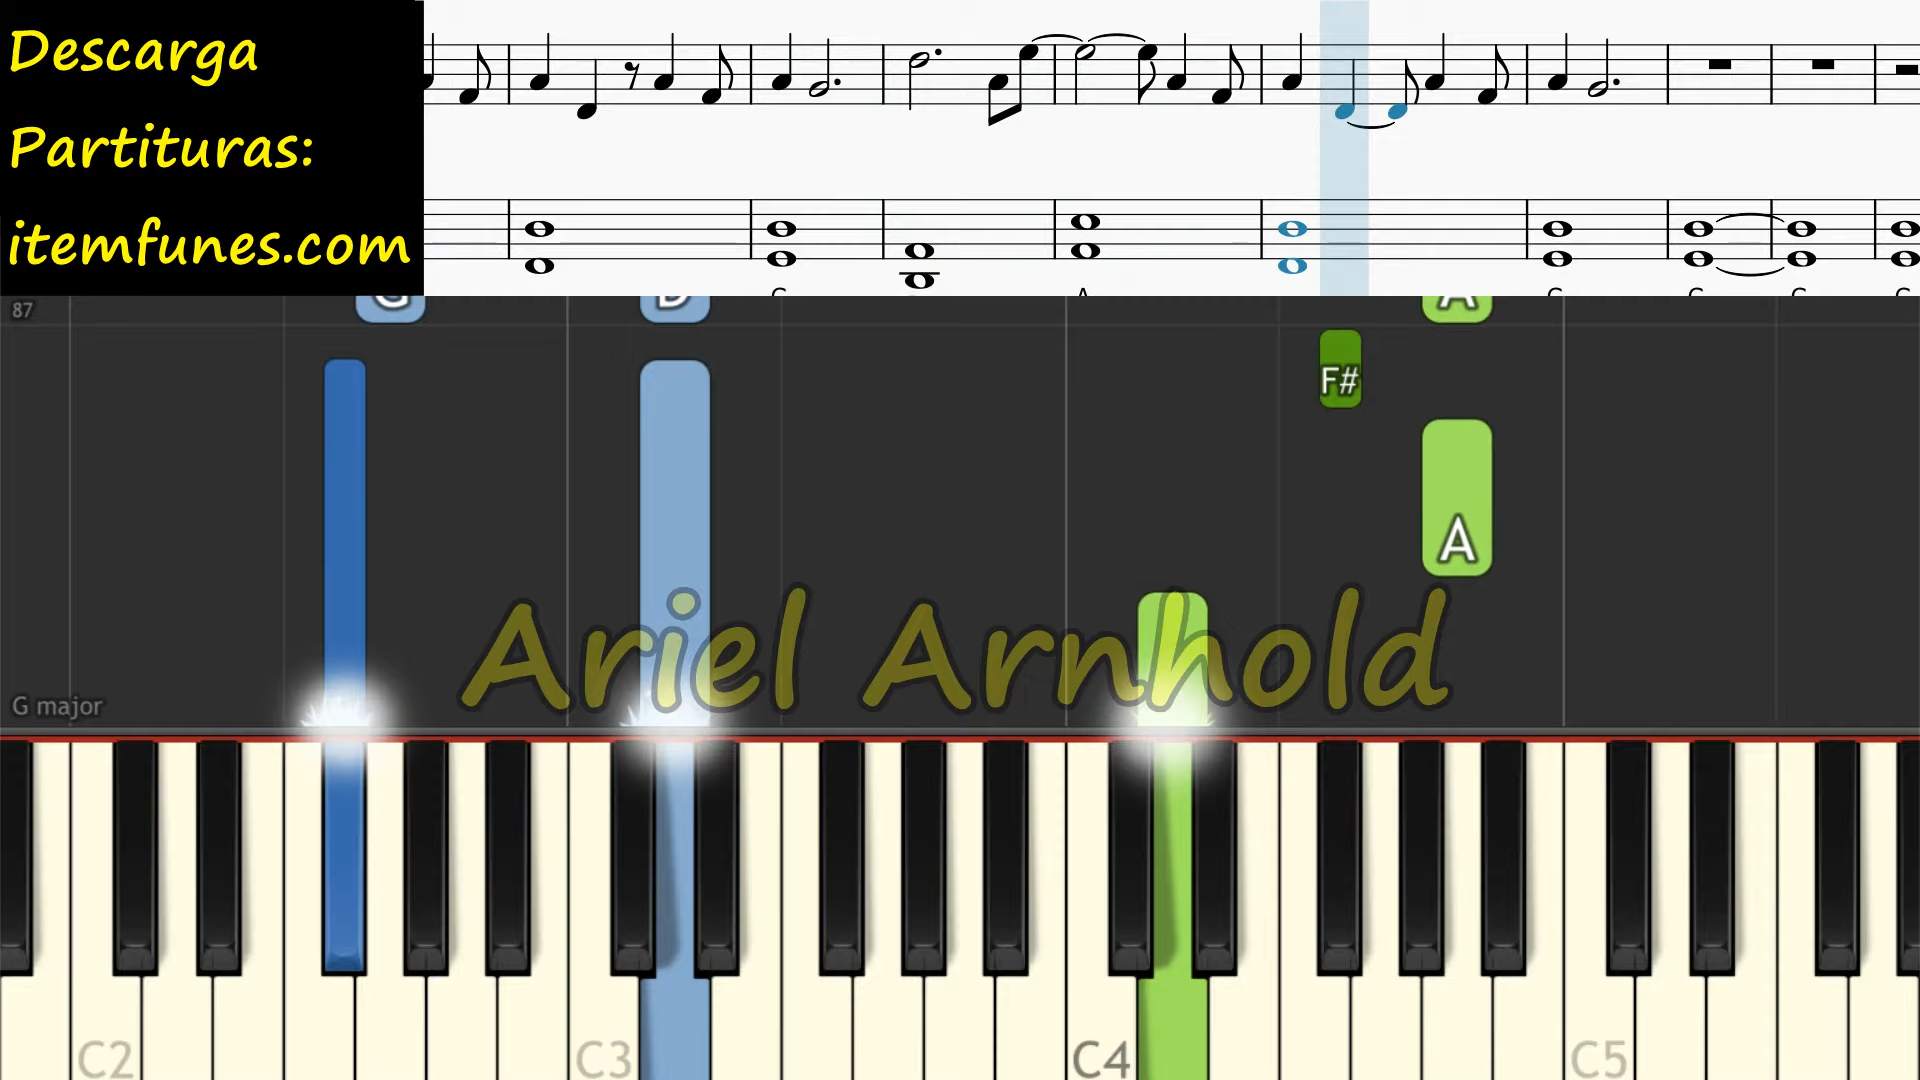 Descarga
Partituras:
itemfunes.com
87
G
D
A
F#
A
Ariel Arnhold
G major
C2
C3
C4
C5